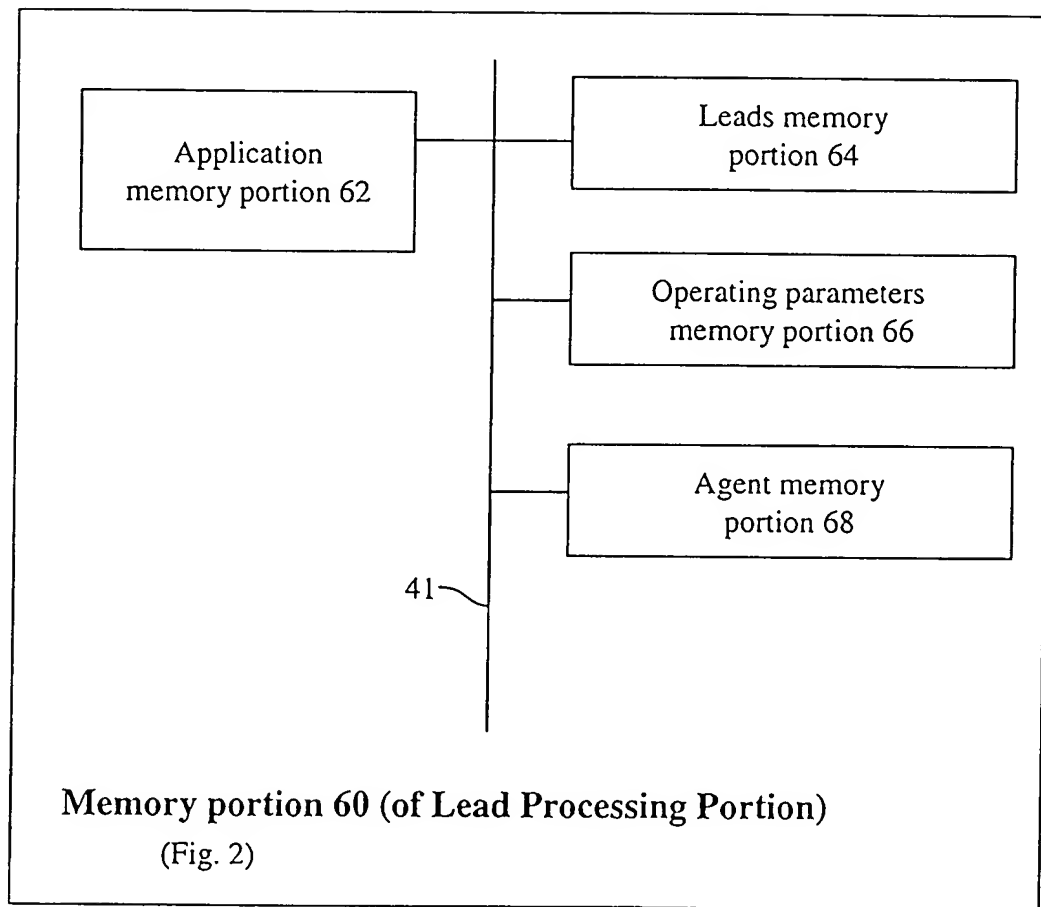 Application
memory portion 62
Leads memory
portion 64
Operating parameters
memory portion 66
Agent memory
portion 68
41
Memory portion 60 (of Lead Processing Portion)
(Fig. 2)